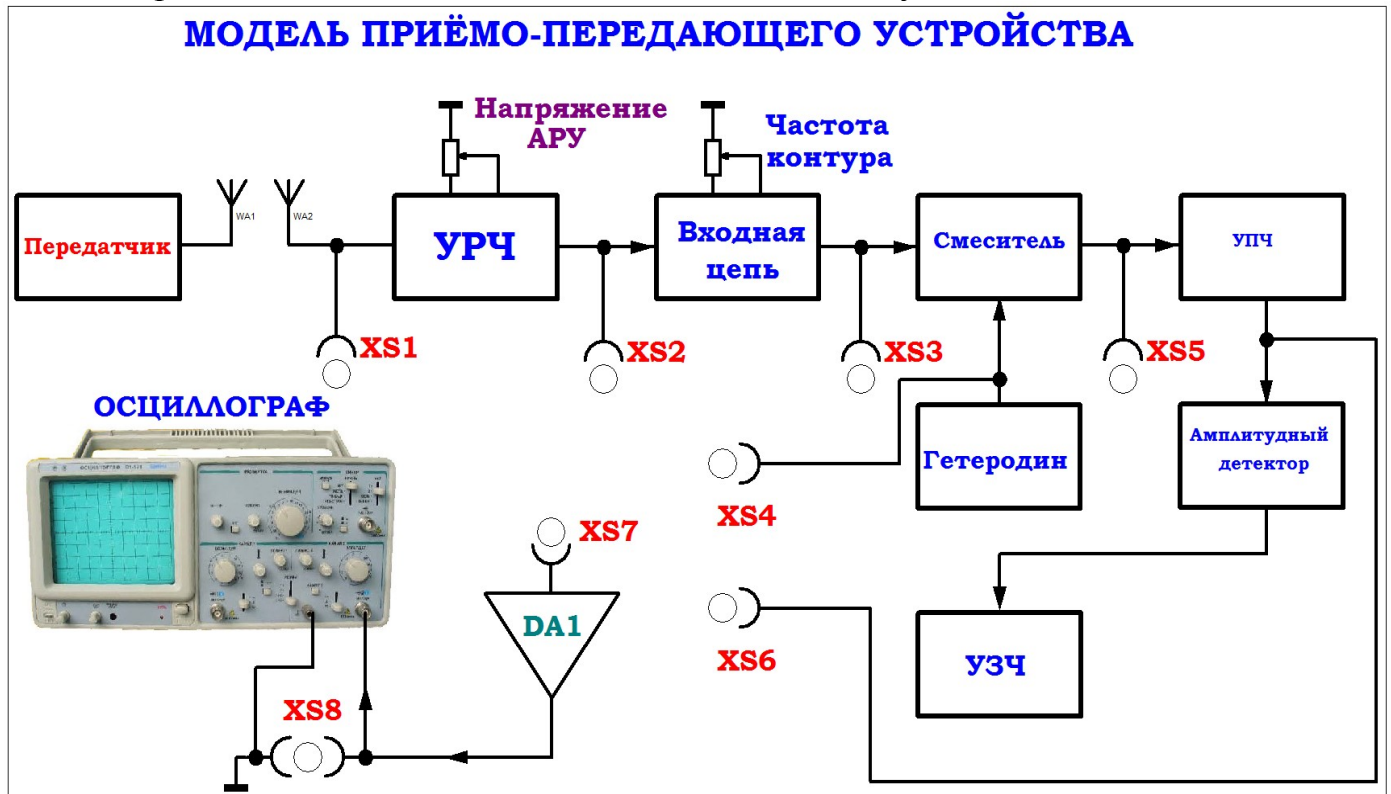 МОДЕЛЬ ПРИЁМО-ПЕРЕДАЮЩЕГО УСТРОЙСТВА
Напряжение
АРУ
Частота
контура
Передатчик
WA1
WA2
УРЧ
Входная
цепь
Смеситель
УПЧ
XS1
XS2
XS3
XS5
ОСЦИЛЛОГРАФ
Гетеродин
Амплитудный
детектор
XS4
XS7
DA1
XS6
УЗЧ
XS8